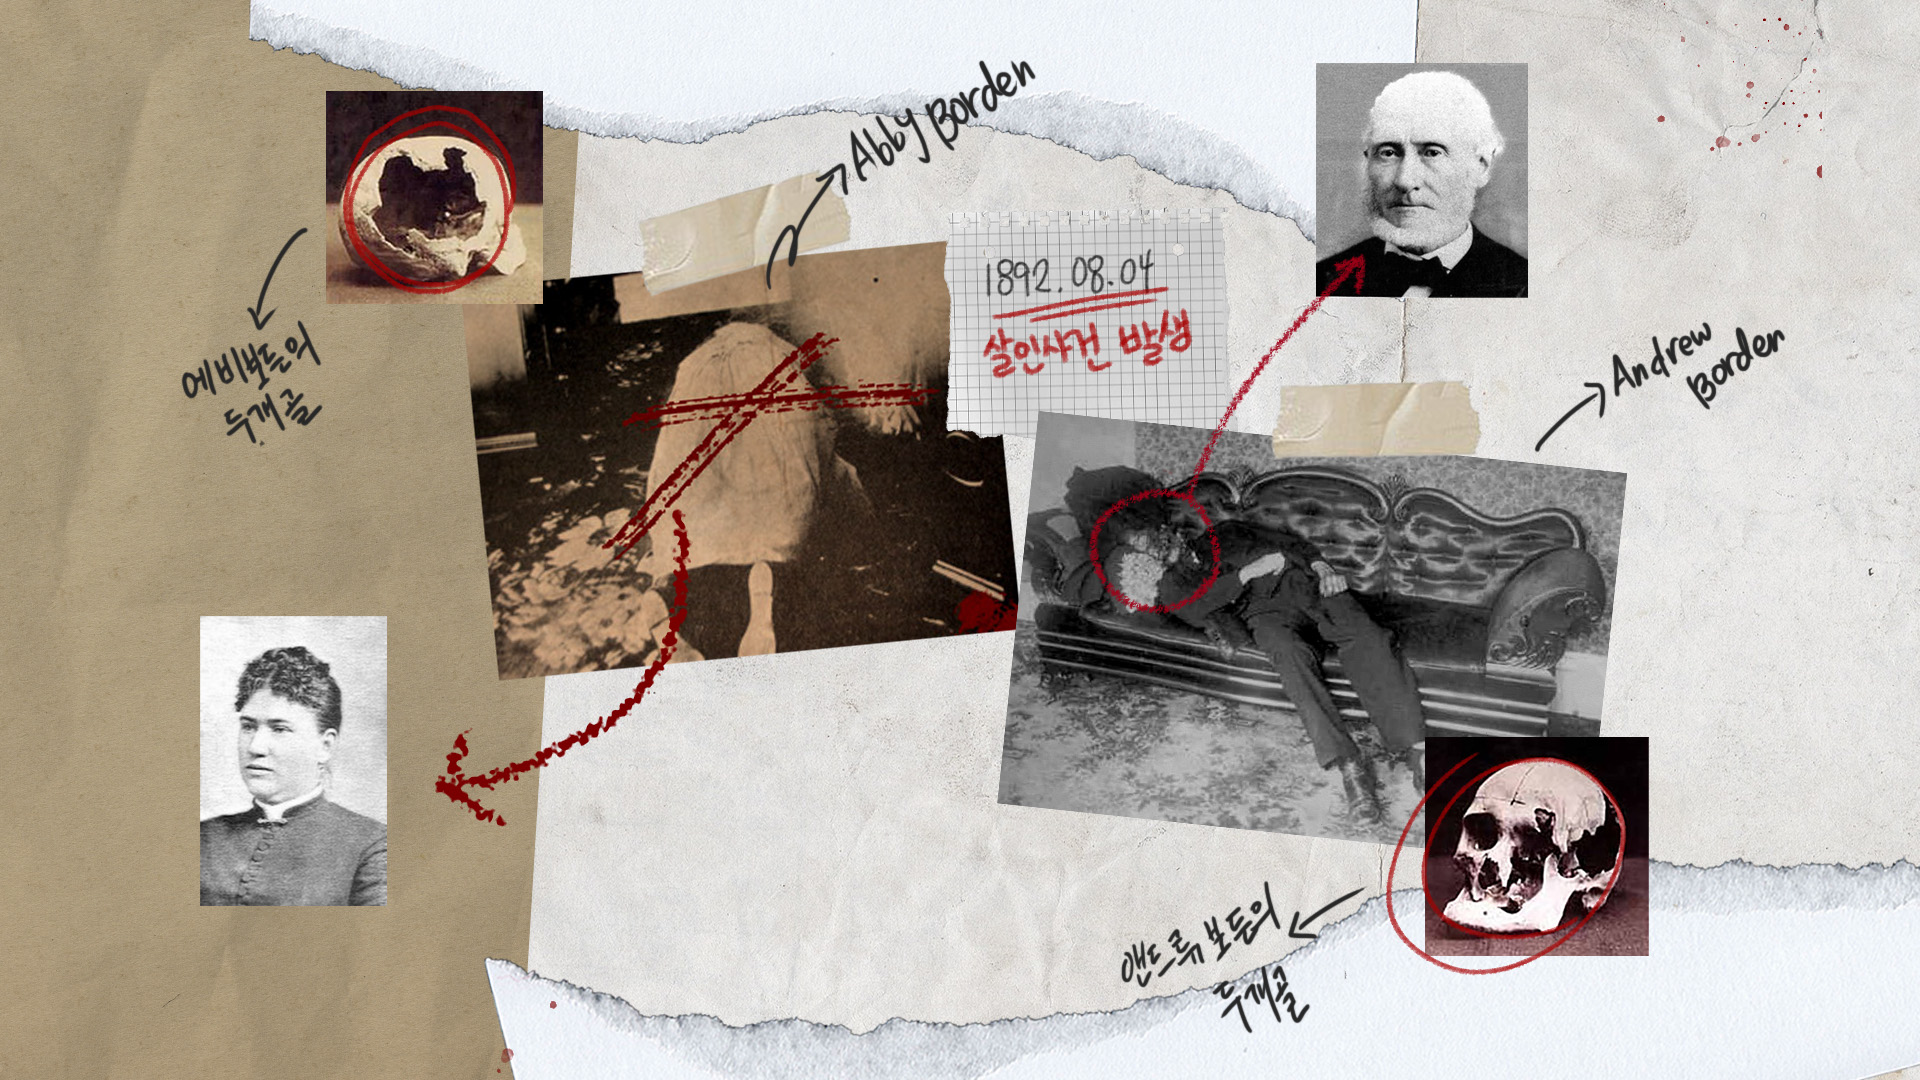 Abby Borden
1892.08.04
살인사건 발생
에비보든의
두개골
Andrew
Borden
앤드류 보든의
두개골